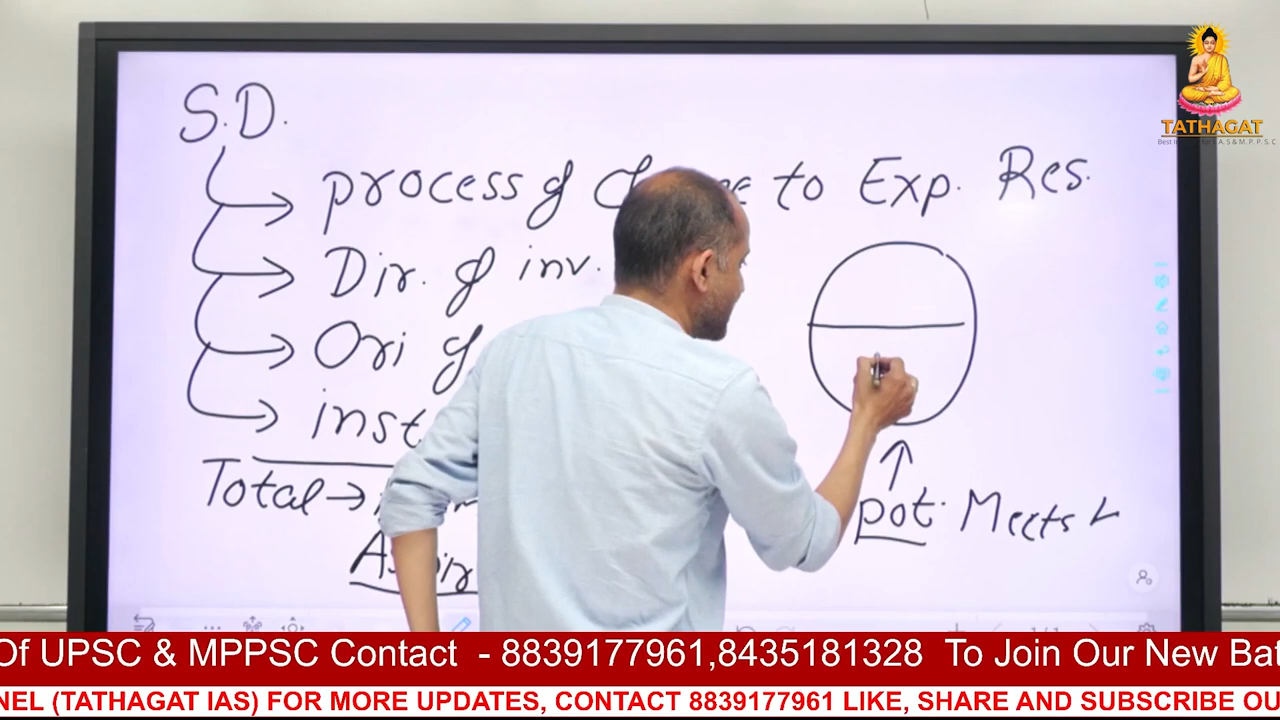 S.D.
process of to Exp. Res.
Dir. of inv.
Ori of
inst.
Total →
pot. Meets
TATHAGAT
Of UPSC & MPPSC Contact - 8839177961,8435181328 To Join Our New Bat
NEL (TATHAGAT IAS) FOR MORE UPDATES, CONTACT 8839177961 LIKE, SHARE AND SUBSCRIBE OU